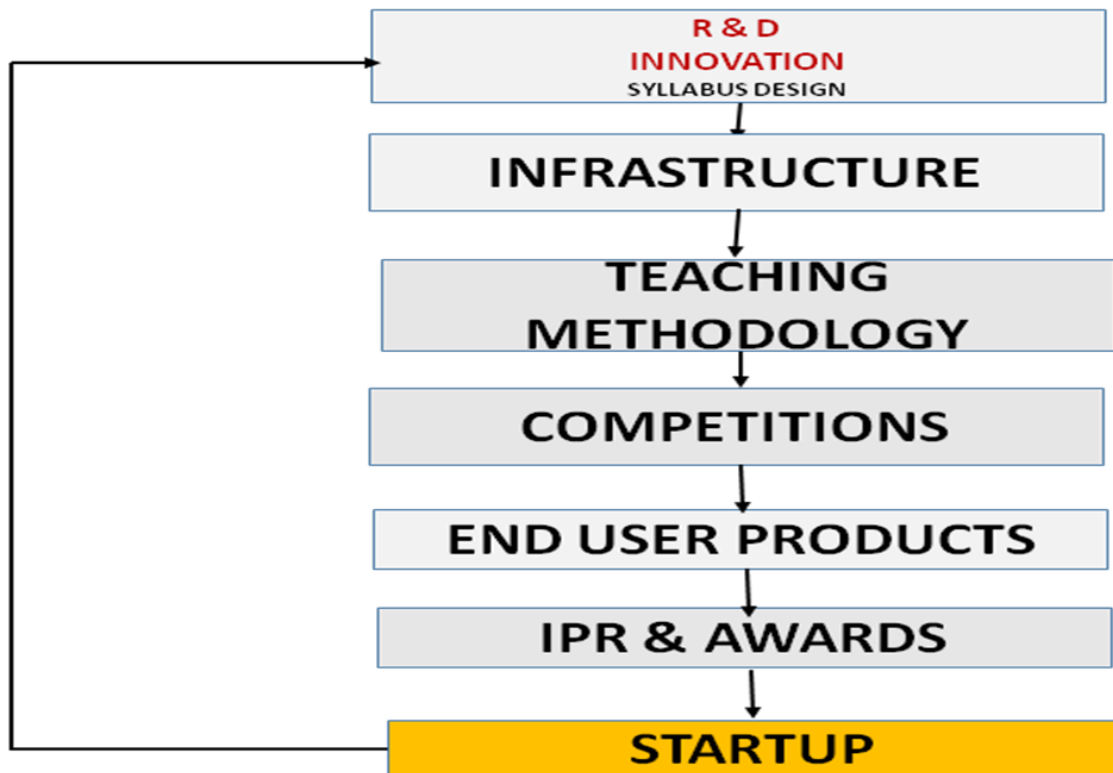 R & D
INNOVATION
SYLLABUS DESIGN
INFRASTRUCTURE
TEACHING
METHODOLOGY
COMPETITIONS
END USER PRODUCTS
IPR & AWARDS
STARTUP